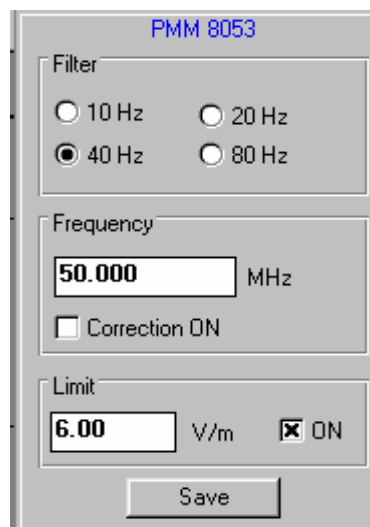 PMM 8053
Filter
10 Hz 20 Hz
40 Hz 80 Hz
Frequency
50.000 MHz
Correction ON
Limit
6.00 V/m ON
Save